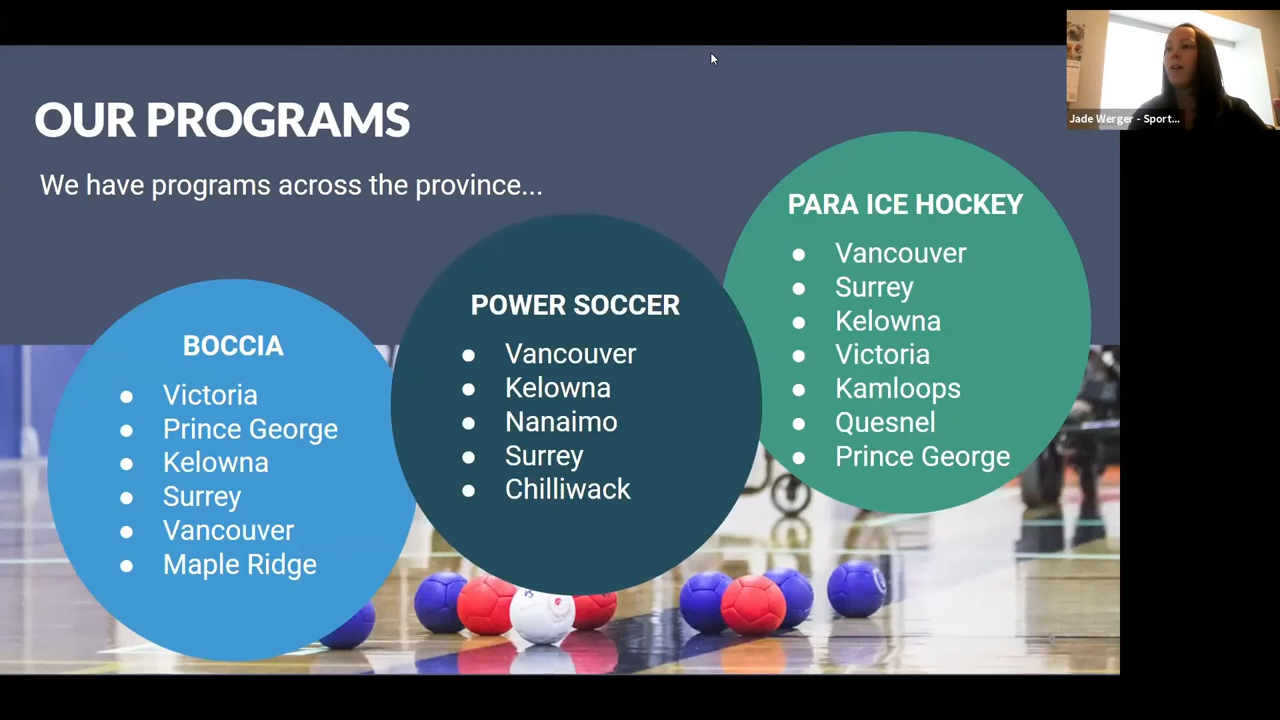 OUR PROGRAMS
We have programs across the province...
BOCCIA
● Victoria
● Prince George
● Kelowna
● Surrey
● Vancouver
● Maple Ridge
POWER SOCCER
● Vancouver
● Kelowna
● Nanaimo
● Surrey
● Chilliwack
PARA ICE HOCKEY
● Vancouver
● Surrey
● Kelowna
● Victoria
● Kamloops
● Quesnel
● Prince George
Jade Werger - Sport...